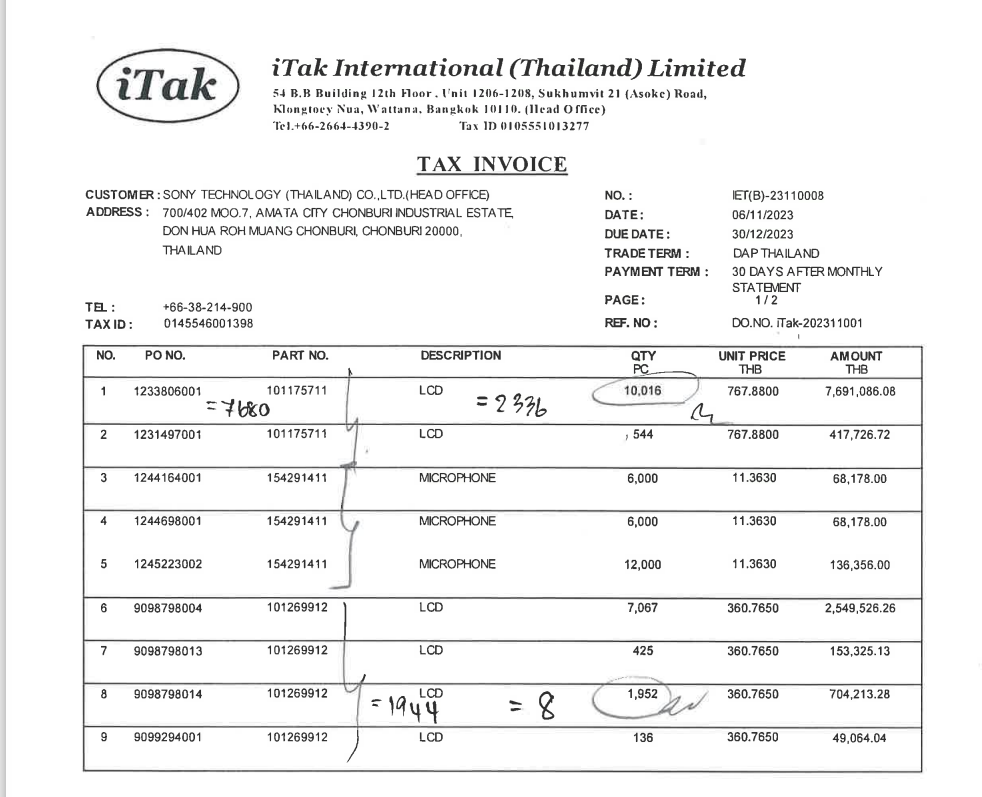 iTak
iTak International (Thailand) Limited
54 B.B Building 12th Floor , Unit 1206-1208, Sukhumvit 21 (Asoke) Road,
Klongtoey Nua, Wattana, Bangkok 10110. (Head Office)
Tel.+66-2664-4390-2 Tax ID 0105551013277
TAX INVOICE
CUSTOMER : SONY TECHNOLOGY (THAILAND) CO.,LTD.(HEAD OFFICE) NO. : IET(B)-23110008
ADDRESS : 700/402 MOO.7, AMATA CITY CHONBURI INDUSTRIAL ESTATE, DATE : 06/11/2023
DON HUA ROH MUANG CHONBURI, CHONBURI 20000, DUE DATE : 30/12/2023
THAILAND TRADE TERM : DAP THAILAND
PAYMENT TERM : 30 DAYS AFTER MONTHLY
STATEMENT
TEL : +66-38-214-900 PAGE : 1 / 2
TAX ID : 0145546001398 REF. NO : DO.NO. iTak-202311001
NO. PO NO. PART NO. DESCRIPTION QTY UNIT PRICE AMOUNT
PC THB THB
1 1233806001 101175711 LCD 10,016 767.8800 7,691,086.08
= 7680 = 2336
2 1231497001 101175711 LCD 544 767.8800 417,726.72
3 1244164001 154291411 MICROPHONE 6,000 11.3630 68,178.00
4 1244698001 154291411 MICROPHONE 6,000 11.3630 68,178.00
5 1245223002 154291411 MICROPHONE 12,000 11.3630 136,356.00
6 9098798004 101269912 LCD 7,067 360.7650 2,549,526.26
7 9098798013 101269912 LCD 425 360.7650 153,325.13
8 9098798014 101269912 LCD 1,952 360.7650 704,213.28
= 1944 = 8
9 9099294001 101269912 LCD 136 360.7650 49,064.04